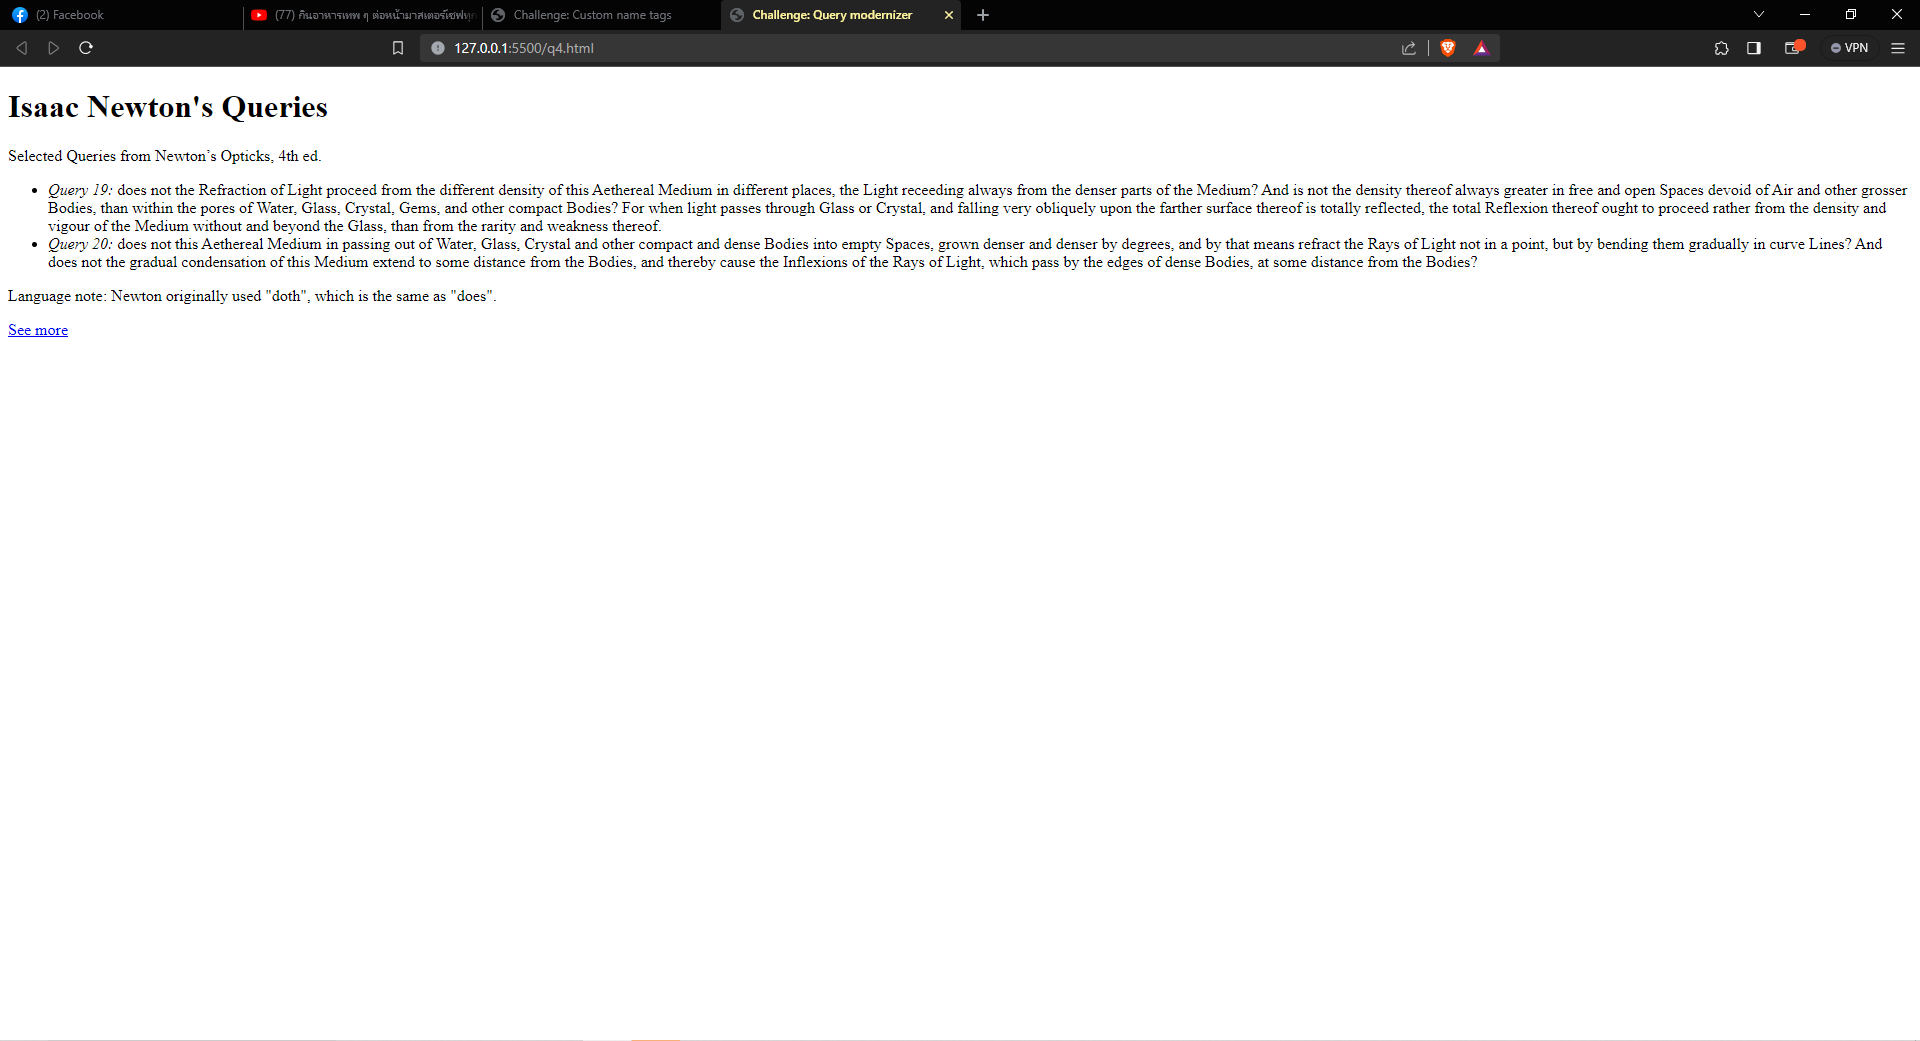 (2) Facebook
(77) กินอาหารเทพ ๆ ต่อหน้ามาสเตอร์เชฟทุก
Challenge: Custom name tags
Challenge: Query modernizer
127.0.0.1:5500/q4.html
VPN
Isaac Newton's Queries
Selected Queries from Newton’s Opticks, 4th ed.
Query 19: does not the Refraction of Light proceed from the different density of this Aethereal Medium in different places, the Light receeding always from the denser parts of the Medium? And is not the density thereof always greater in free and open Spaces devoid of Air and other grosser
Bodies, than within the pores of Water, Glass, Crystal, Gems, and other compact Bodies? For when light passes through Glass or Crystal, and falling very obliquely upon the farther surface thereof is totally reflected, the total Reflexion thereof ought to proceed rather from the density and
vigour of the Medium without and beyond the Glass, than from the rarity and weakness thereof.
Query 20: does not this Aethereal Medium in passing out of Water, Glass, Crystal and other compact and dense Bodies into empty Spaces, grown denser and denser by degrees, and by that means refract the Rays of Light not in a point, but by bending them gradually in curve Lines? And
does not the gradual condensation of this Medium extend to some distance from the Bodies, and thereby cause the Inflexions of the Rays of Light, which pass by the edges of dense Bodies, at some distance from the Bodies?
Language note: Newton originally used "doth", which is the same as "does".
See more